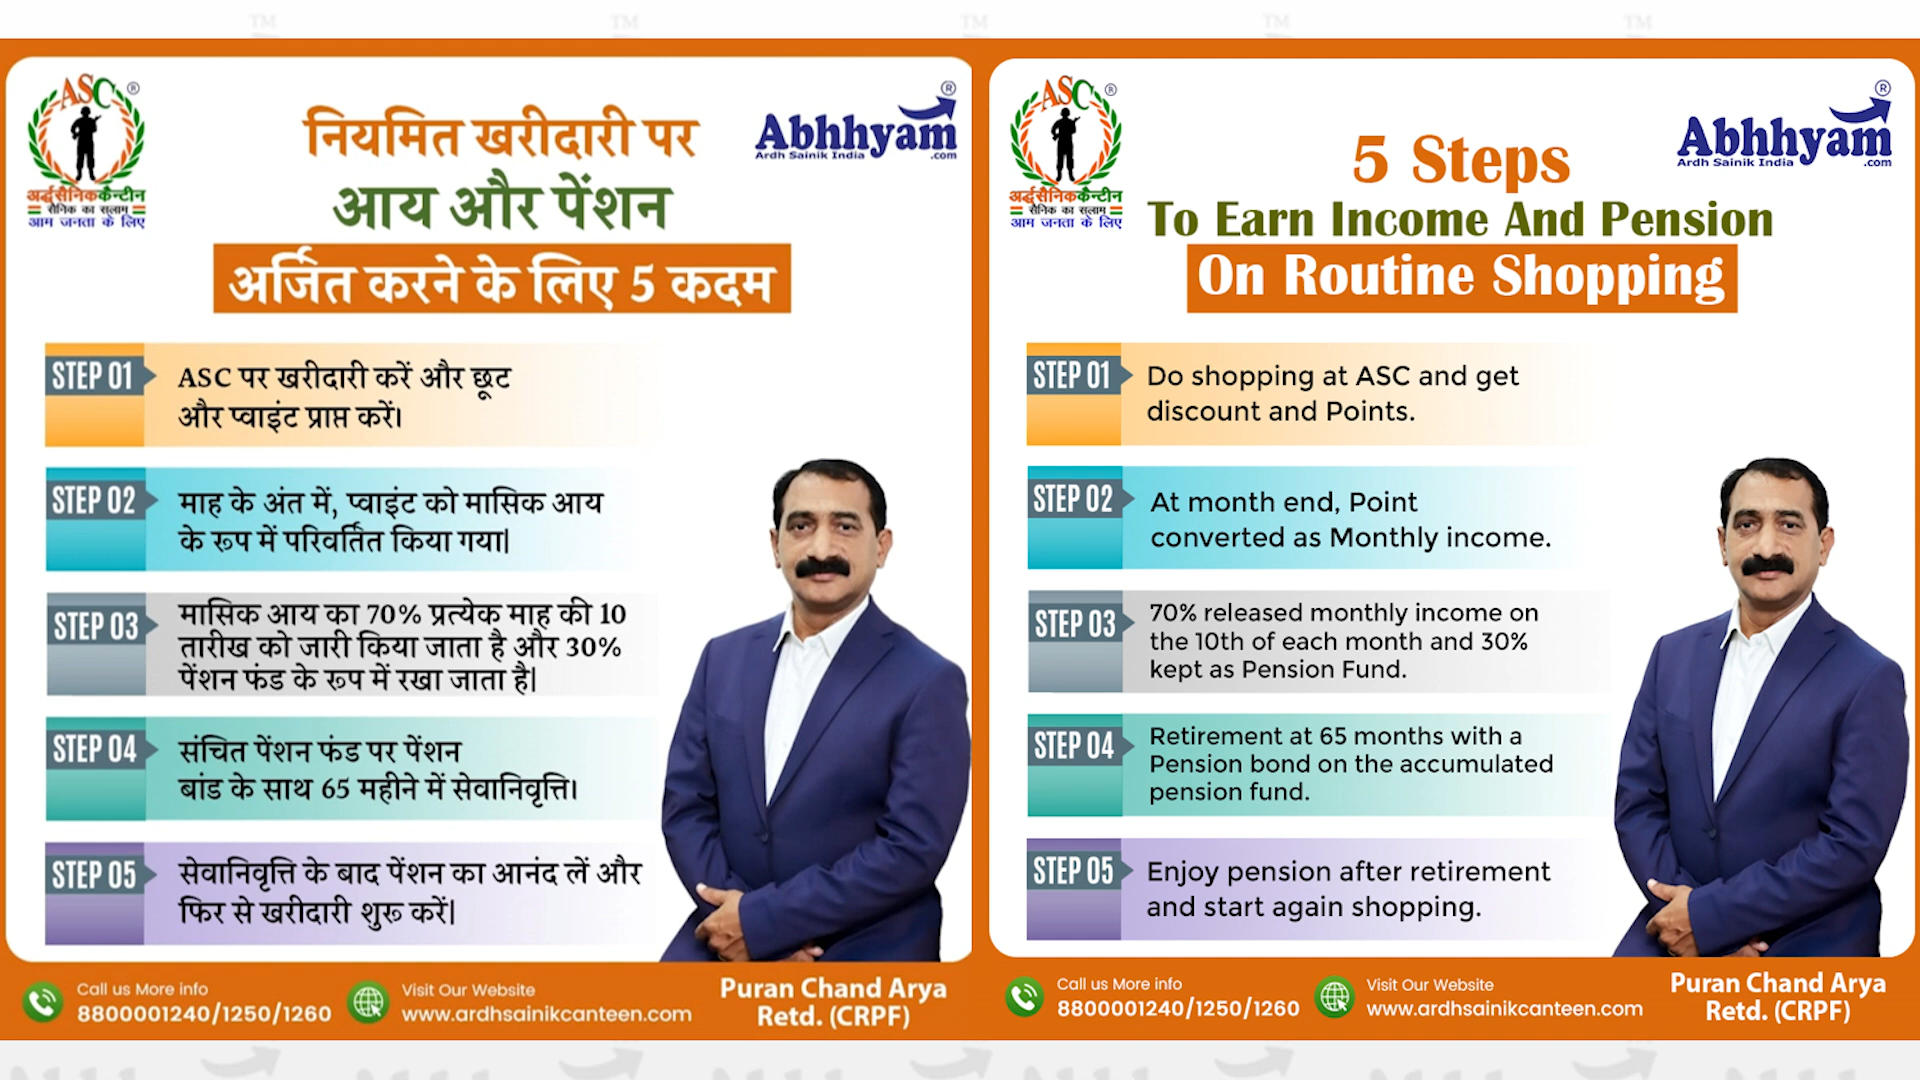 TM TM TM TM TM
ASC ®
अर्द्धसैनिककैन्टीन
सैनिक का सलाम
आम जनता के लिए
नियमित खरीदारी पर
आय और पेंशन
अर्जित करने के लिए 5 कदम
Abhhyam ®
Ardh Sainik India .com
STEP 01
ASC पर खरीदारी करें और छूट
और प्वाइंट प्राप्त करें।
STEP 02
माह के अंत में, प्वाइंट को मासिक आय
के रूप में परिवर्तित किया गया|
STEP 03
मासिक आय का 70% प्रत्येक माह की 10
तारीख को जारी किया जाता है और 30%
पेंशन फंड के रूप में रखा जाता है|
STEP 04
संचित पेंशन फंड पर पेंशन
बांड के साथ 65 महीने में सेवानिवृत्ति।
STEP 05
सेवानिवृत्ति के बाद पेंशन का आनंद लें और
फिर से खरीदारी शुरू करें|
Call us More info
8800001240/1250/1260
Visit Our Website
www.ardhsainikcanteen.com
Puran Chand Arya
Retd. (CRPF)
ASC ®
अर्द्धसैनिककैन्टीन
सैनिक का सलाम
आम जनता के लिए
5 Steps
To Earn Income And Pension
On Routine Shopping
Abhhyam ®
Ardh Sainik India .com
STEP 01
Do shopping at ASC and get
discount and Points.
STEP 02
At month end, Point
converted as Monthly income.
STEP 03
70% released monthly income on
the 10th of each month and 30%
kept as Pension Fund.
STEP 04
Retirement at 65 months with a
Pension bond on the accumulated
pension fund.
STEP 05
Enjoy pension after retirement
and start again shopping.
Call us More info
8800001240/1250/1260
Visit Our Website
www.ardhsainikcanteen.com
Puran Chand Arya
Retd. (CRPF)